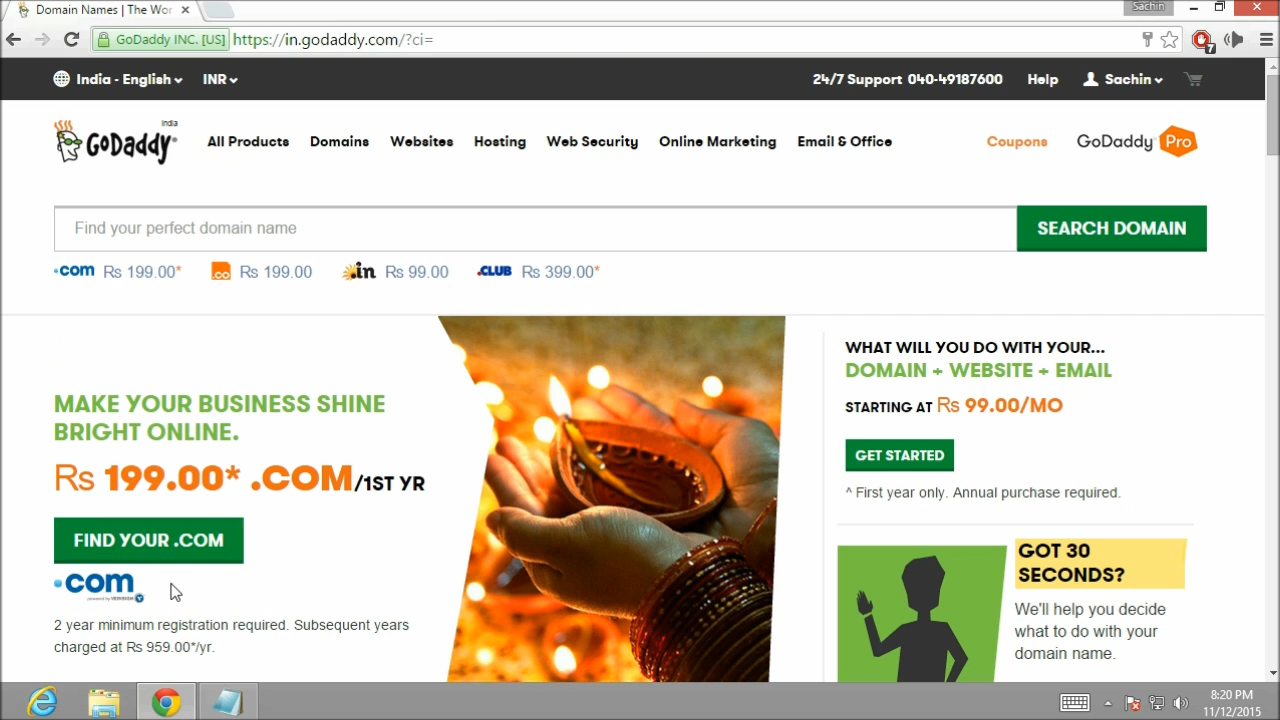 Domain Names | The Wor
Sachin
GoDaddy INC. [US] https://in.godaddy.com/?ci=
7
India - English INR 24/7 Support 040-49187600 Help Sachin
India
GoDaddy All Products Domains Websites Hosting Web Security Online Marketing Email & Office Coupons GoDaddy Pro
Find your perfect domain name SEARCH DOMAIN
.com Rs 199.00* .co Rs 199.00 .in Rs 99.00 .CLUB Rs 399.00*
WHAT WILL YOU DO WITH YOUR...
DOMAIN + WEBSITE + EMAIL
STARTING AT Rs 99.00/MO
GET STARTED
^ First year only. Annual purchase required.
MAKE YOUR BUSINESS SHINE
BRIGHT ONLINE.
Rs 199.00* .COM/1ST YR
FIND YOUR .COM
.com
powered by VERISIGN
2 year minimum registration required. Subsequent years
charged at Rs 959.00*/yr.
GOT 30
SECONDS?
We'll help you decide
what to do with your
domain name.
8:20 PM
11/12/2015